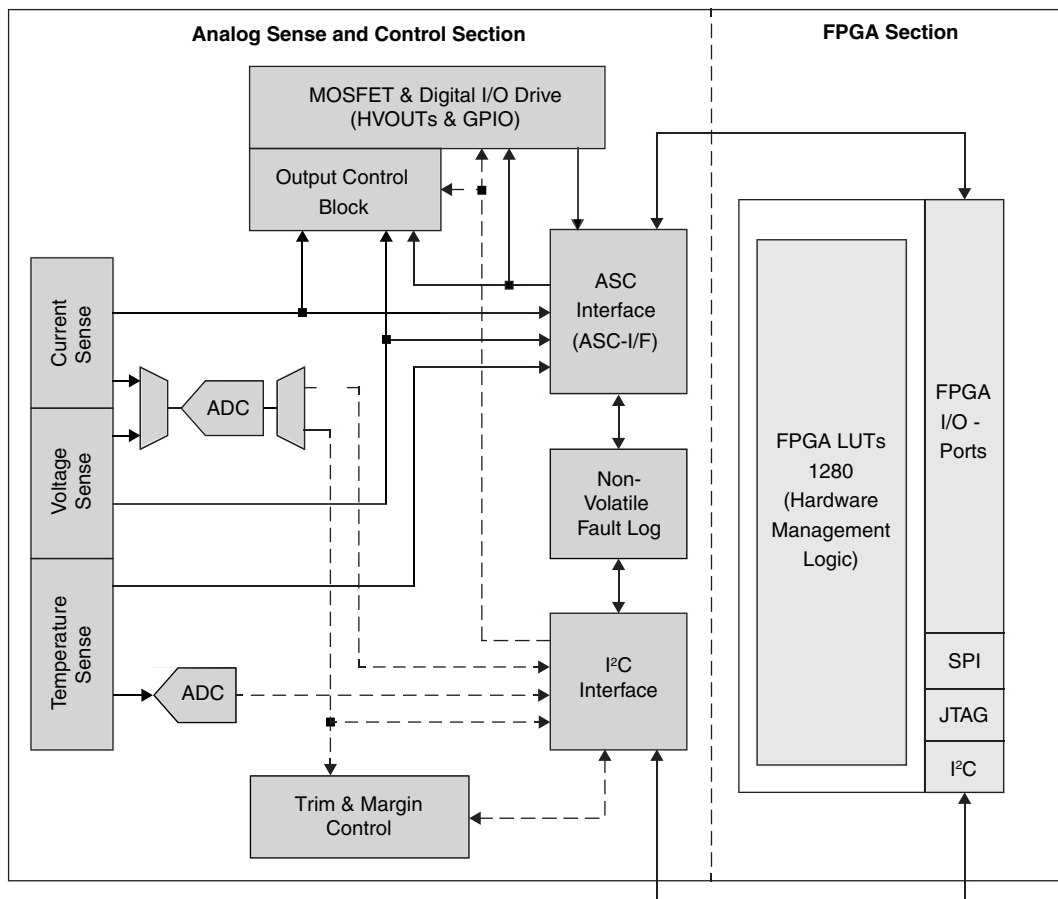 Analog Sense and Control Section
FPGA Section
MOSFET & Digital I/O Drive
(HVOUTs & GPIO)
Output Control
Block
Current
Sense
Voltage
Sense
Temperature
Sense
ADC
ADC
ASC
Interface
(ASC-I/F)
Non-
Volatile
Fault Log
I²C
Interface
Trim & Margin
Control
FPGA LUTs
1280
(Hardware
Management
Logic)
FPGA
I/O -
Ports
SPI
JTAG
I²C